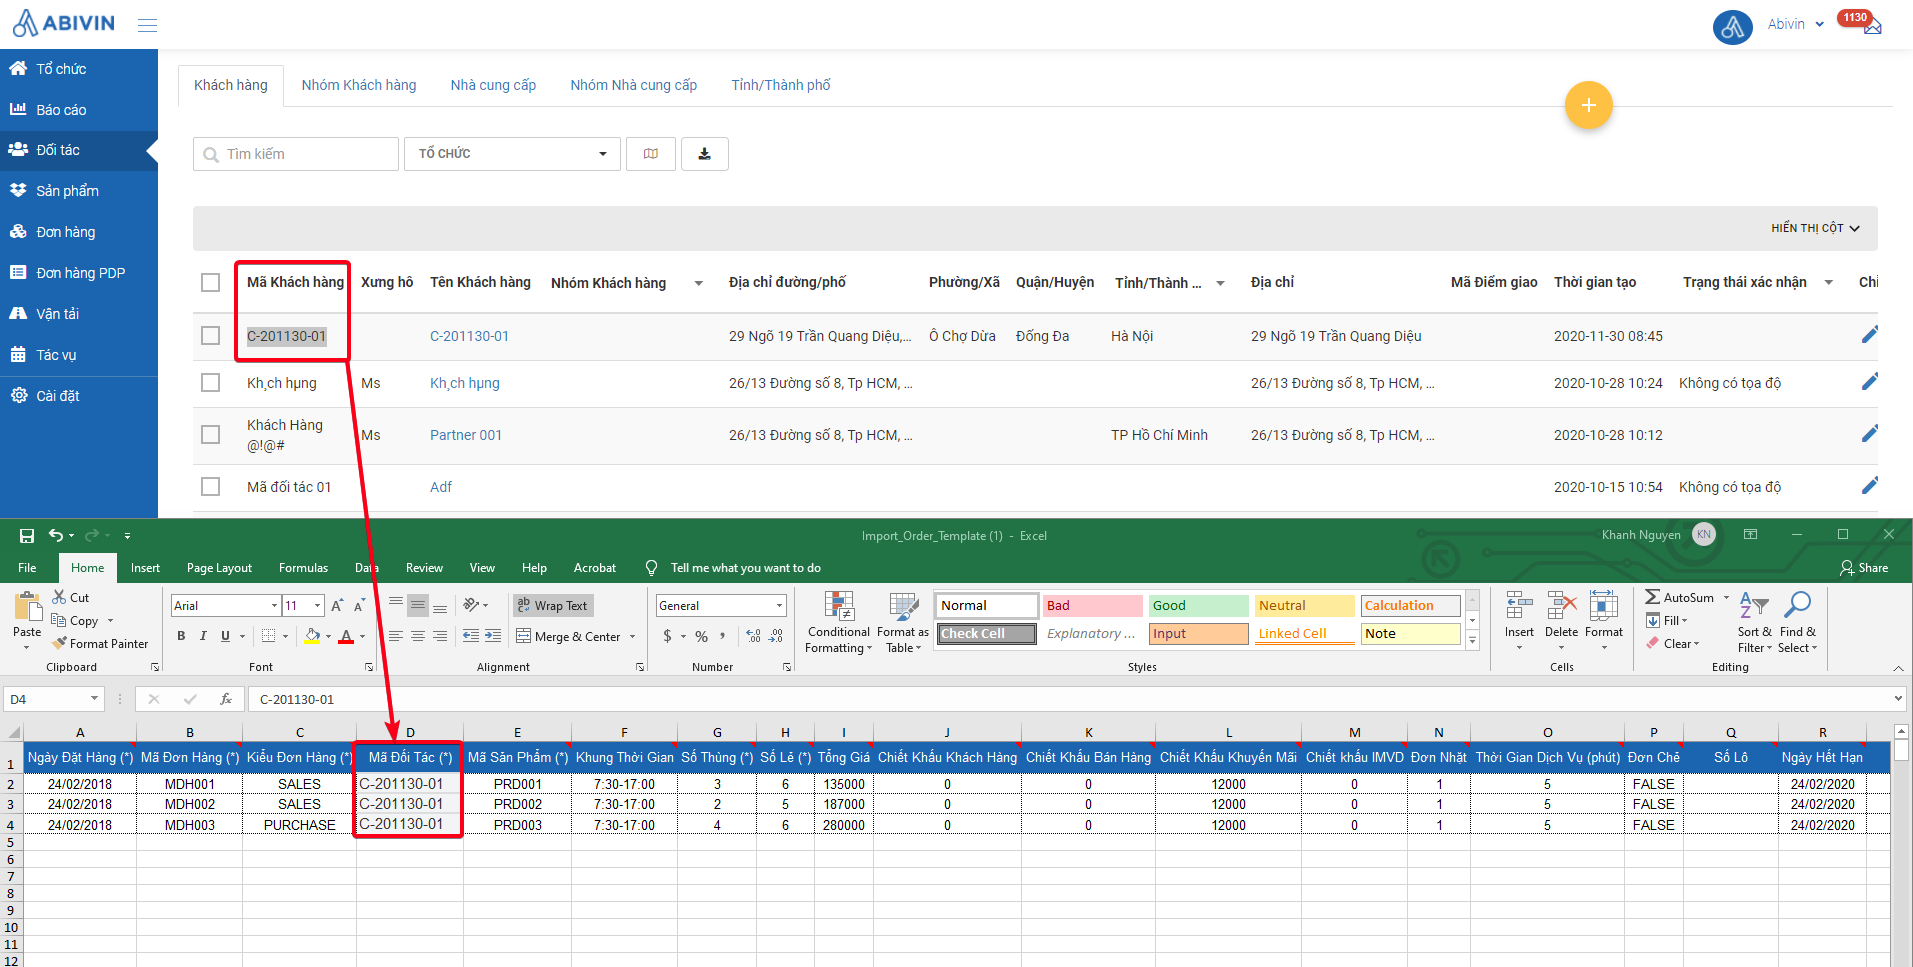 ABIVIN
Abivin
1130
Tổ chức
Báo cáo
Đối tác
Sản phẩm
Đơn hàng
Đơn hàng PDP
Vận tải
Tác vụ
Cài đặt
Khách hàng Nhóm Khách hàng Nhà cung cấp Nhóm Nhà cung cấp Tỉnh/Thành phố
+
Tìm kiếm TỔ CHỨC
HIỂN THỊ CỘT
Mã Khách hàng Xưng hô Tên Khách hàng Nhóm Khách hàng Địa chỉ đường/phố Phường/Xã Quận/Huyện Tỉnh/Thành ... Địa chỉ Mã Điểm giao Thời gian tạo Trạng thái xác nhận Chỉ
C-201130-01 C-201130-01 29 Ngõ 19 Trần Quang Diệu,... Ô Chợ Dừa Đống Đa Hà Nội 29 Ngõ 19 Trần Quang Diệu 2020-11-30 08:45
Kh¸ch hµng Ms Kh¸ch hµng 26/13 Đường số 8, Tp HCM, ... 26/13 Đường số 8, Tp HCM, ... 2020-10-28 10:24 Không có tọa độ
Khách Hàng @!@# Ms Partner 001 26/13 Đường số 8, Tp HCM, ... TP Hồ Chí Minh 26/13 Đường số 8, Tp HCM, ... 2020-10-28 10:12
Mã đối tác 01 Adf 2020-10-15 10:54 Không có tọa độ
Import_Order_Template (1) - Excel Khanh Nguyen KN
File Home Insert Page Layout Formulas Data Review View Help Acrobat Tell me what you want to do Share
Paste Cut Copy Format Painter
Clipboard
Arial 11
B I U A
Font
Wrap Text
Merge & Center
Alignment
General
$ % ,
Number
Conditional Formatting Format as Table
Normal Bad Good Neutral Calculation
Check Cell Explanatory ... Input Linked Cell Note
Styles
Insert Delete Format
Cells
AutoSum
Fill
Clear
Sort & Filter Find & Select
Editing
D4 fx C-201130-01
A B C D E F G H I J K L M N O P Q R
1 Ngày Đặt Hàng (*) Mã Đơn Hàng (*) Kiểu Đơn Hàng (*) Mã Đối Tác (*) Mã Sản Phẩm (*) Khung Thời Gian Số Thùng (*) Số Lẻ (*) Tổng Giá Chiết Khấu Khách Hàng Chiết Khấu Bán Hàng Chiết Khấu Khuyến Mãi Chiết khấu IMVD Đơn Nhặt Thời Gian Dịch Vụ (phút) Đơn Chẻ Số Lô Ngày Hết Hạn
2 24/02/2018 MDH001 SALES C-201130-01 PRD001 7:30-17:00 3 6 135000 0 0 12000 0 1 5 FALSE 24/02/2020
3 24/02/2018 MDH002 SALES C-201130-01 PRD002 7:30-17:00 2 5 187000 0 0 12000 0 1 5 FALSE 24/02/2020
4 24/02/2018 MDH003 PURCHASE C-201130-01 PRD003 7:30-17:00 4 6 280000 0 0 12000 0 1 5 FALSE 24/02/2020
5
6
7
8
9
10
11
12